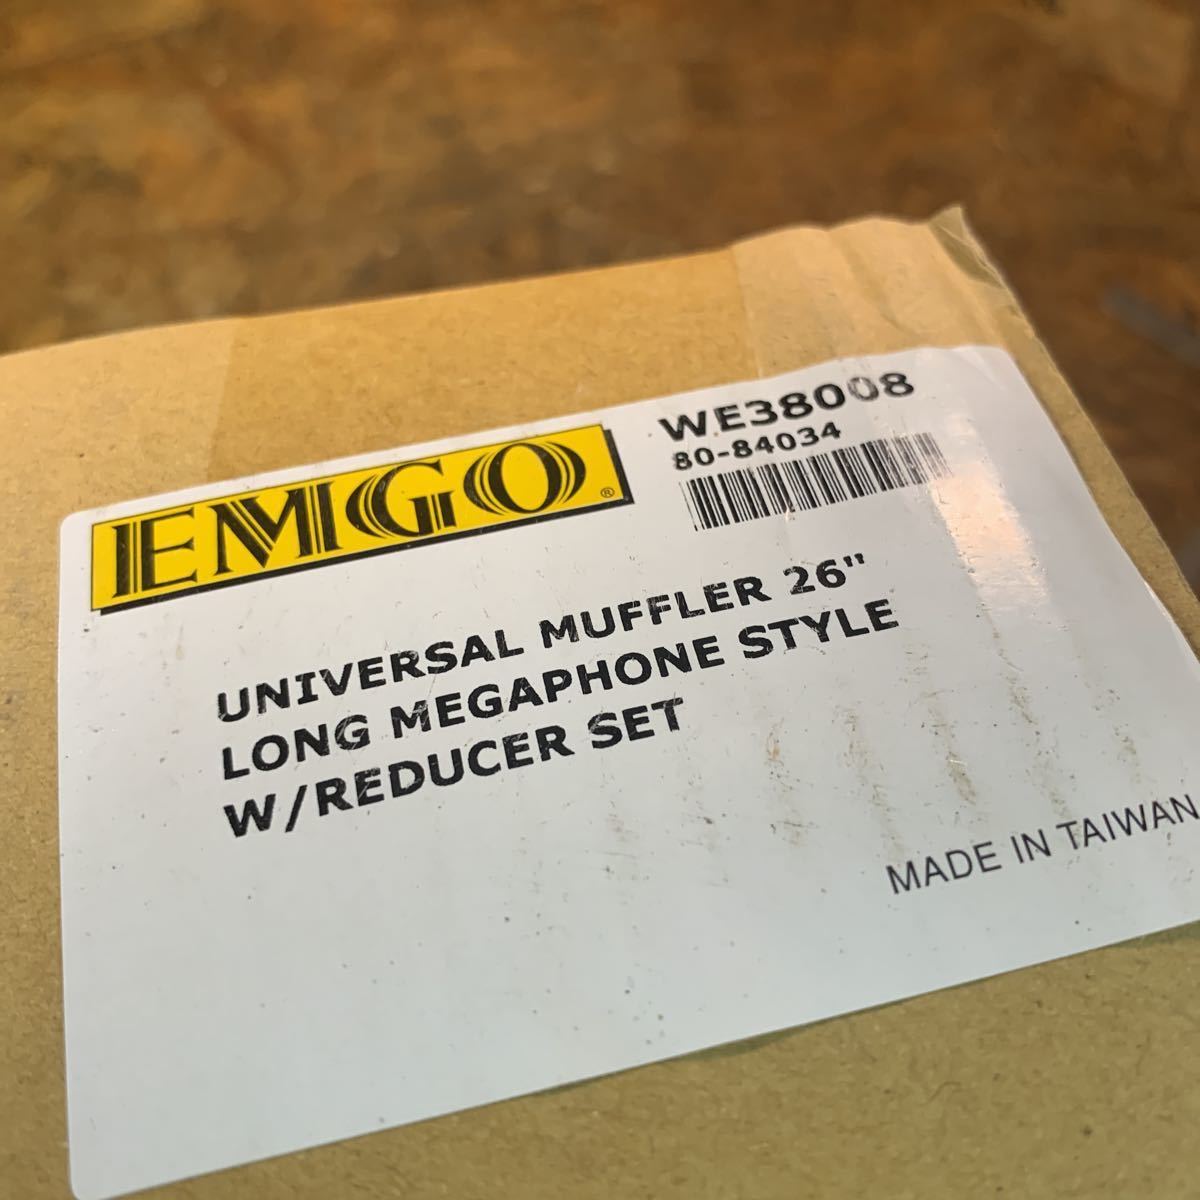 EMGO®
WE38008
80-84034
UNIVERSAL MUFFLER 26"
LONG MEGAPHONE STYLE
W/REDUCER SET
MADE IN TAIWAN